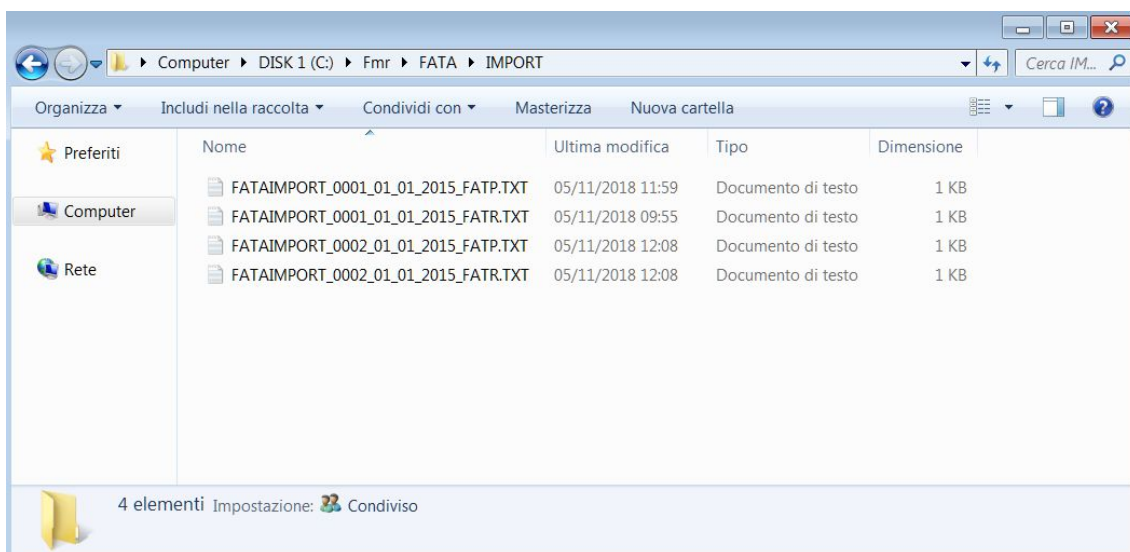 Computer ▸ DISK 1 (C:) ▸ Fmr ▸ FATA ▸ IMPORT Cerca IM...
Organizza Includi nella raccolta Condividi con Masterizza Nuova cartella
Preferiti Nome Ultima modifica Tipo Dimensione
FATAIMPORT_0001_01_01_2015_FATP.TXT 05/11/2018 11:59 Documento di testo 1 KB
Computer FATAIMPORT_0001_01_01_2015_FATR.TXT 05/11/2018 09:55 Documento di testo 1 KB
FATAIMPORT_0002_01_01_2015_FATP.TXT 05/11/2018 12:08 Documento di testo 1 KB
Rete FATAIMPORT_0002_01_01_2015_FATR.TXT 05/11/2018 12:08 Documento di testo 1 KB
4 elementi Impostazione: Condiviso